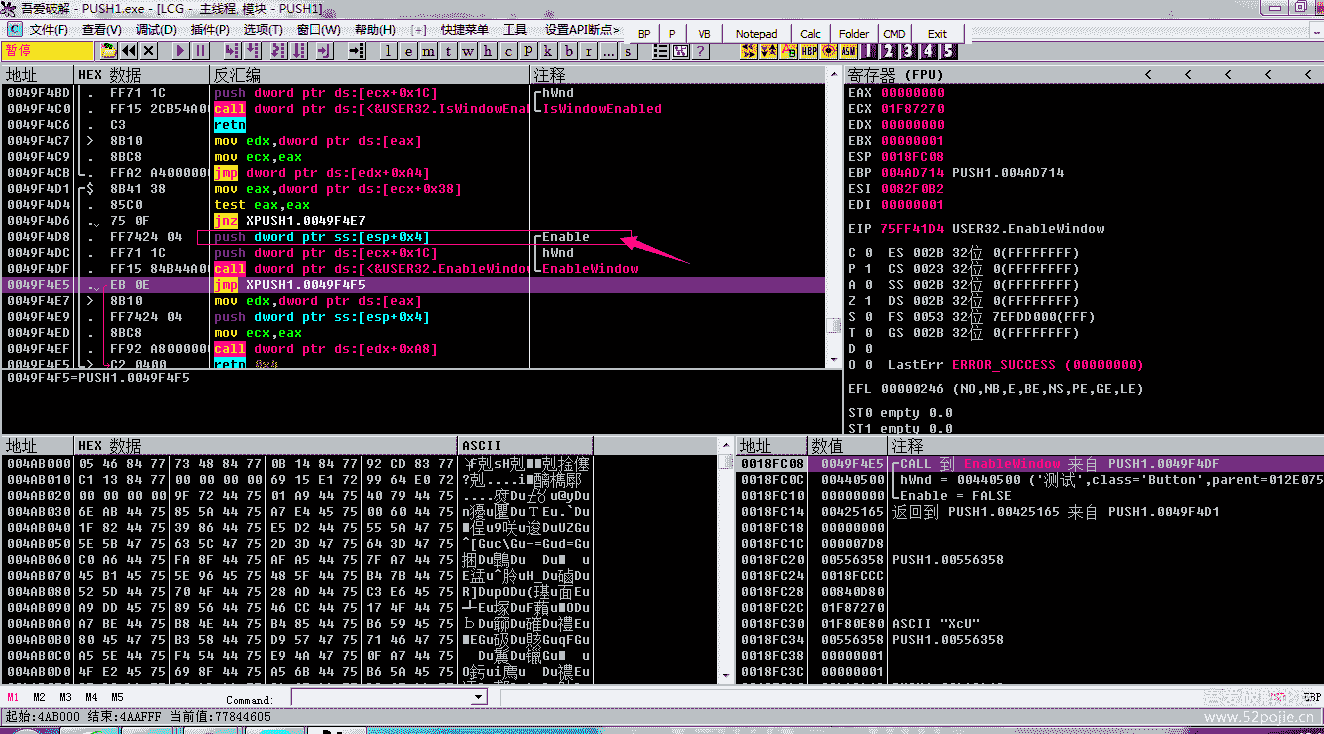 吾爱破解 - PUSH1.exe - [LCG - 主线程, 模块 - PUSH1]
C 文件(F) 查看(V) 调试(D) 插件(P) 选项(T) 窗口(W) 帮助(H) [+] 快捷菜单 工具 设置API断点> BP P VB Notepad Calc Folder CMD Exit
暂停 l e m t w h c p k b r ... s ? HBP ASM 1 2 3 4 5
地址 HEX 数据 反汇编 注释
0049F4BD . FF71 1C push dword ptr ds:[ecx+0x1C] hWnd
0049F4C0 . FF15 2CB54A00 call dword ptr ds:[<&USER32.IsWindowEnal IsWindowEnabled
0049F4C6 . C3 retn
0049F4C7 > 8B10 mov edx,dword ptr ds:[eax]
0049F4C9 . 8BC8 mov ecx,eax
0049F4CB . FFA2 A4000000 jmp dword ptr ds:[edx+0xA4]
0049F4D1 $ 8B41 38 mov eax,dword ptr ds:[ecx+0x38]
0049F4D4 . 85C0 test eax,eax
0049F4D6 . 75 0F jnz XPUSH1.0049F4E7
0049F4D8 . FF7424 04 push dword ptr ss:[esp+0x4] Enable
0049F4DC . FF71 1C push dword ptr ds:[ecx+0x1C] hWnd
0049F4DF . FF15 84B44A00 call dword ptr ds:[<&USER32.EnableWindow EnableWindow
0049F4E5 . EB 0E jmp XPUSH1.0049F4F5
0049F4E7 > 8B10 mov edx,dword ptr ds:[eax]
0049F4E9 . FF7424 04 push dword ptr ss:[esp+0x4]
0049F4ED . 8BC8 mov ecx,eax
0049F4EF . FF92 A8000000 call dword ptr ds:[edx+0xA8]
0049F4F5 > C2 0400 retn 0x4
0049F4F5=PUSH1.0049F4F5
寄存器 (FPU) < < < < <
EAX 00000000
ECX 01F87270
EDX 00000000
EBX 00000001
ESP 0018FC08
EBP 004AD714 PUSH1.004AD714
ESI 0082F0B2
EDI 00000001
EIP 75FF41D4 USER32.EnableWindow
C 0 ES 002B 32位 0(FFFFFFFF)
P 1 CS 0023 32位 0(FFFFFFFF)
A 0 SS 002B 32位 0(FFFFFFFF)
Z 1 DS 002B 32位 0(FFFFFFFF)
S 0 FS 0053 32位 7EFDD000(FFF)
T 0 GS 002B 32位 0(FFFFFFFF)
D 0
O 0 LastErr ERROR_SUCCESS (00000000)
EFL 00000246 (NO,NB,E,BE,NS,PE,GE,LE)
ST0 empty 0.0
ST1 empty 0.0
地址 HEX 数据 ASCII
004AB000 05 46 84 77 73 48 84 77 0B 14 84 77 92 CD 83 77
004AB010 C1 13 84 77 00 00 00 00 69 15 E1 72 99 64 E0 72
004AB020 00 00 00 00 9F 72 44 75 01 A9 44 75 40 79 44 75
004AB030 6E AB 44 75 85 5A 44 75 A7 E4 45 75 00 60 44 75
004AB040 1F 82 44 75 39 86 44 75 E5 D2 44 75 55 5A 47 75
004AB050 5E 5B 47 75 63 5C 47 75 2D 3D 47 75 64 3D 47 75
004AB060 C0 A6 44 75 FA 8F 44 75 AF A5 44 75 7F A7 44 75
004AB070 45 B1 45 75 5E 96 45 75 48 5F 44 75 B4 7B 44 75
004AB080 52 5D 44 75 70 4F 44 75 28 AD 44 75 C3 E6 45 75
004AB090 A9 DD 45 75 89 56 44 75 46 CC 44 75 17 4F 44 75
004AB0A0 A7 BE 44 75 B8 4E 44 75 B4 85 44 75 B6 59 45 75
004AB0B0 80 45 47 75 B3 58 44 75 D9 57 47 75 71 46 47 75
004AB0C0 A5 5E 44 75 F4 54 44 75 E9 4A 47 75 0F A7 44 75
004AB0D0 4F E2 45 75 69 8F 44 75 A5 6B 44 75 B6 5A 45 75
地址 数值 注释
0018FC08 0049F4E5 CALL 到 EnableWindow 来自 PUSH1.0049F4DF
0018FC0C 00440500 hWnd = 00440500 ('测试',class='Button',parent=012E075
0018FC10 00000000 Enable = FALSE
0018FC14 00425165 返回到 PUSH1.00425165 来自 PUSH1.0049F4D1
0018FC18 00000000
0018FC1C 000007D8
0018FC20 00556358 PUSH1.00556358
0018FC24 0018FCCC
0018FC28 00840D80
0018FC2C 01F87270
0018FC30 01F80E80 ASCII "XcU"
0018FC34 00556358 PUSH1.00556358
0018FC38 00000001
0018FC3C 00000001
M1 M2 M3 M4 M5 Command:
起始:4AB000 结束:4AAFFF 当前值:77844605
吾爱破解论坛
www.52pojie.cn